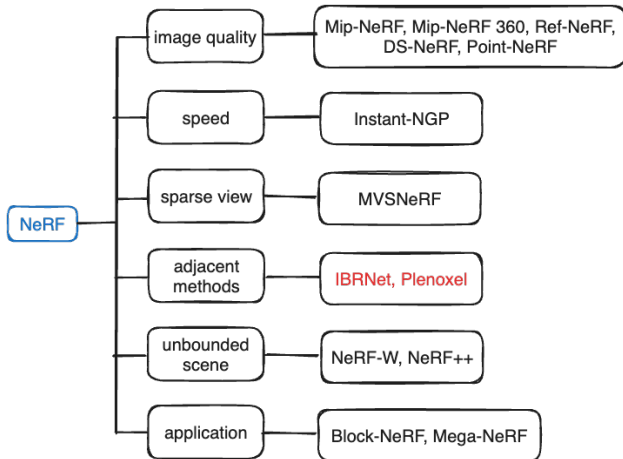 image quality
Mip-NeRF, Mip-NeRF 360, Ref-NeRF,
DS-NeRF, Point-NeRF
speed
Instant-NGP
sparse view
MVSNeRF
NeRF
adjacent
methods
IBRNet, Plenoxel
unbounded
scene
NeRF-W, NeRF++
application
Block-NeRF, Mega-NeRF